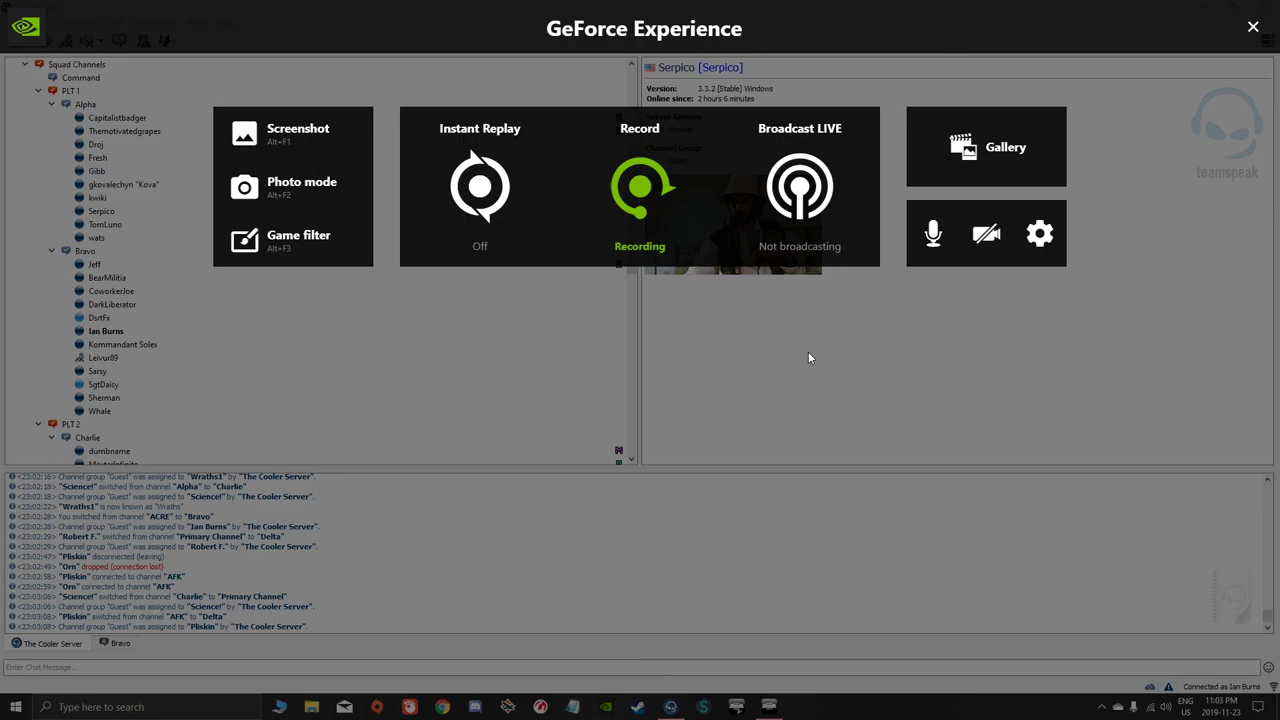 GeForce Experience
Squad Channels
Command
PLT 1
Alpha
Capitalistbadger
Themotivatedgrapes
Droj
Fresh
Gibb
gkovalechyn "Kova"
kwiki
Serpico
TomLuno
wats
Bravo
Jeff
BearMilitia
CoworkerJoe
DarkLiberator
DsrtFx
Ian Burns
Kommandant Solex
Leivur89
Sarsy
SgtDaisy
Sherman
Whale
PLT 2
Charlie
dumbname
MasterInfinite
Serpico [Serpico]
Version: 3.3.2 [Stable] Windows
Online since: 2 hours 6 minutes
teamspeak
Screenshot
Alt+F1
Photo mode
Alt+F2
Game filter
Alt+F3
Instant Replay
Off
Record
Recording
Broadcast LIVE
Not broadcasting
Gallery
<23:02:16> Channel group "Guest" was assigned to "Wraths1" by "The Cooler Server".
<23:02:18> "Science!" switched from channel "Alpha" to "Charlie"
<23:02:18> Channel group "Guest" was assigned to "Science!" by "The Cooler Server".
<23:02:22> "Wraths1" is now known as "Wraths"
<23:02:28> You switched from channel "ACRE" to "Bravo"
<23:02:28> Channel group "Guest" was assigned to "Ian Burns" by "The Cooler Server".
<23:02:29> "Robert F." switched from channel "Primary Channel" to "Delta"
<23:02:29> Channel group "Guest" was assigned to "Robert F." by "The Cooler Server".
<23:02:47> "Pliskin" disconnected (leaving)
<23:02:49> "Orn" dropped (connection lost)
<23:02:58> "Pliskin" connected to channel "AFK"
<23:02:59> "Orn" connected to channel "AFK"
<23:03:06> "Science!" switched from channel "Charlie" to "Primary Channel"
<23:03:06> Channel group "Guest" was assigned to "Science!" by "The Cooler Server".
<23:03:08> "Pliskin" switched from channel "AFK" to "Delta"
<23:03:08> Channel group "Guest" was assigned to "Pliskin" by "The Cooler Server".
The Cooler Server
Bravo
Enter Chat Message...
Connected as Ian Burns
Type here to search
ENG
US
11:03 PM
2019-11-23